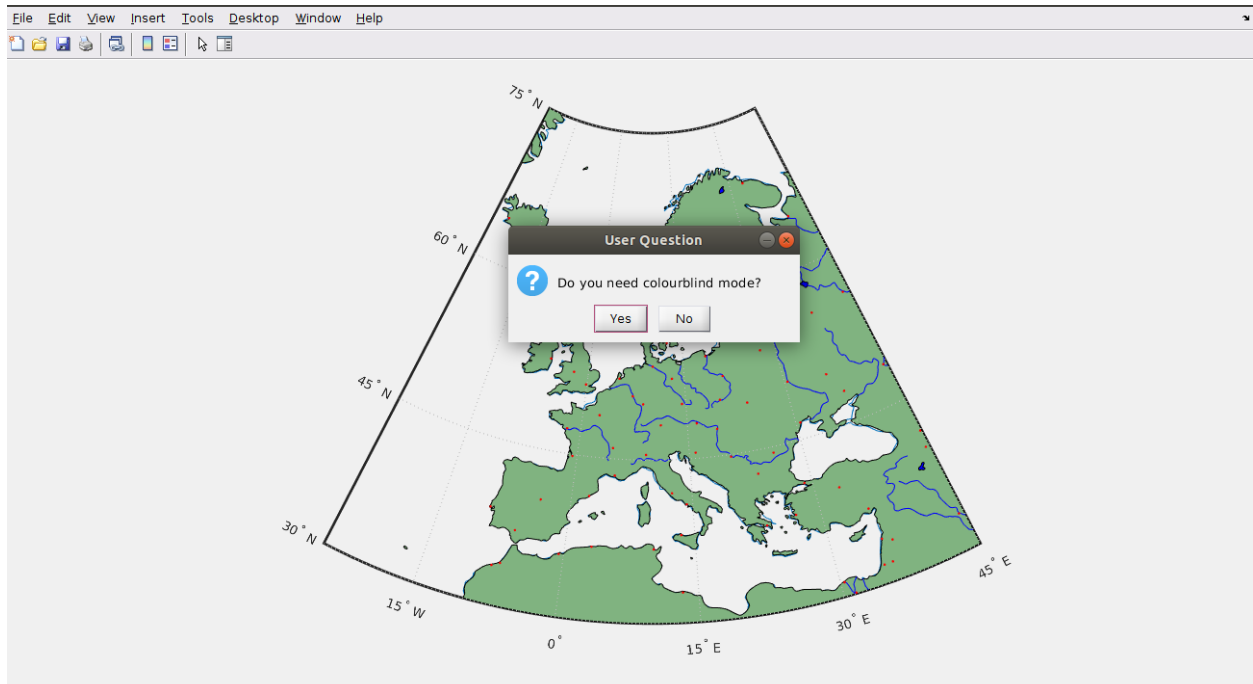 File Edit View Insert Tools Desktop Window Help
75° N
60° N
User Question
? Do you need colourblind mode?
Yes No
45° N
30° N
45° E
15° W
30° E
0°
15° E